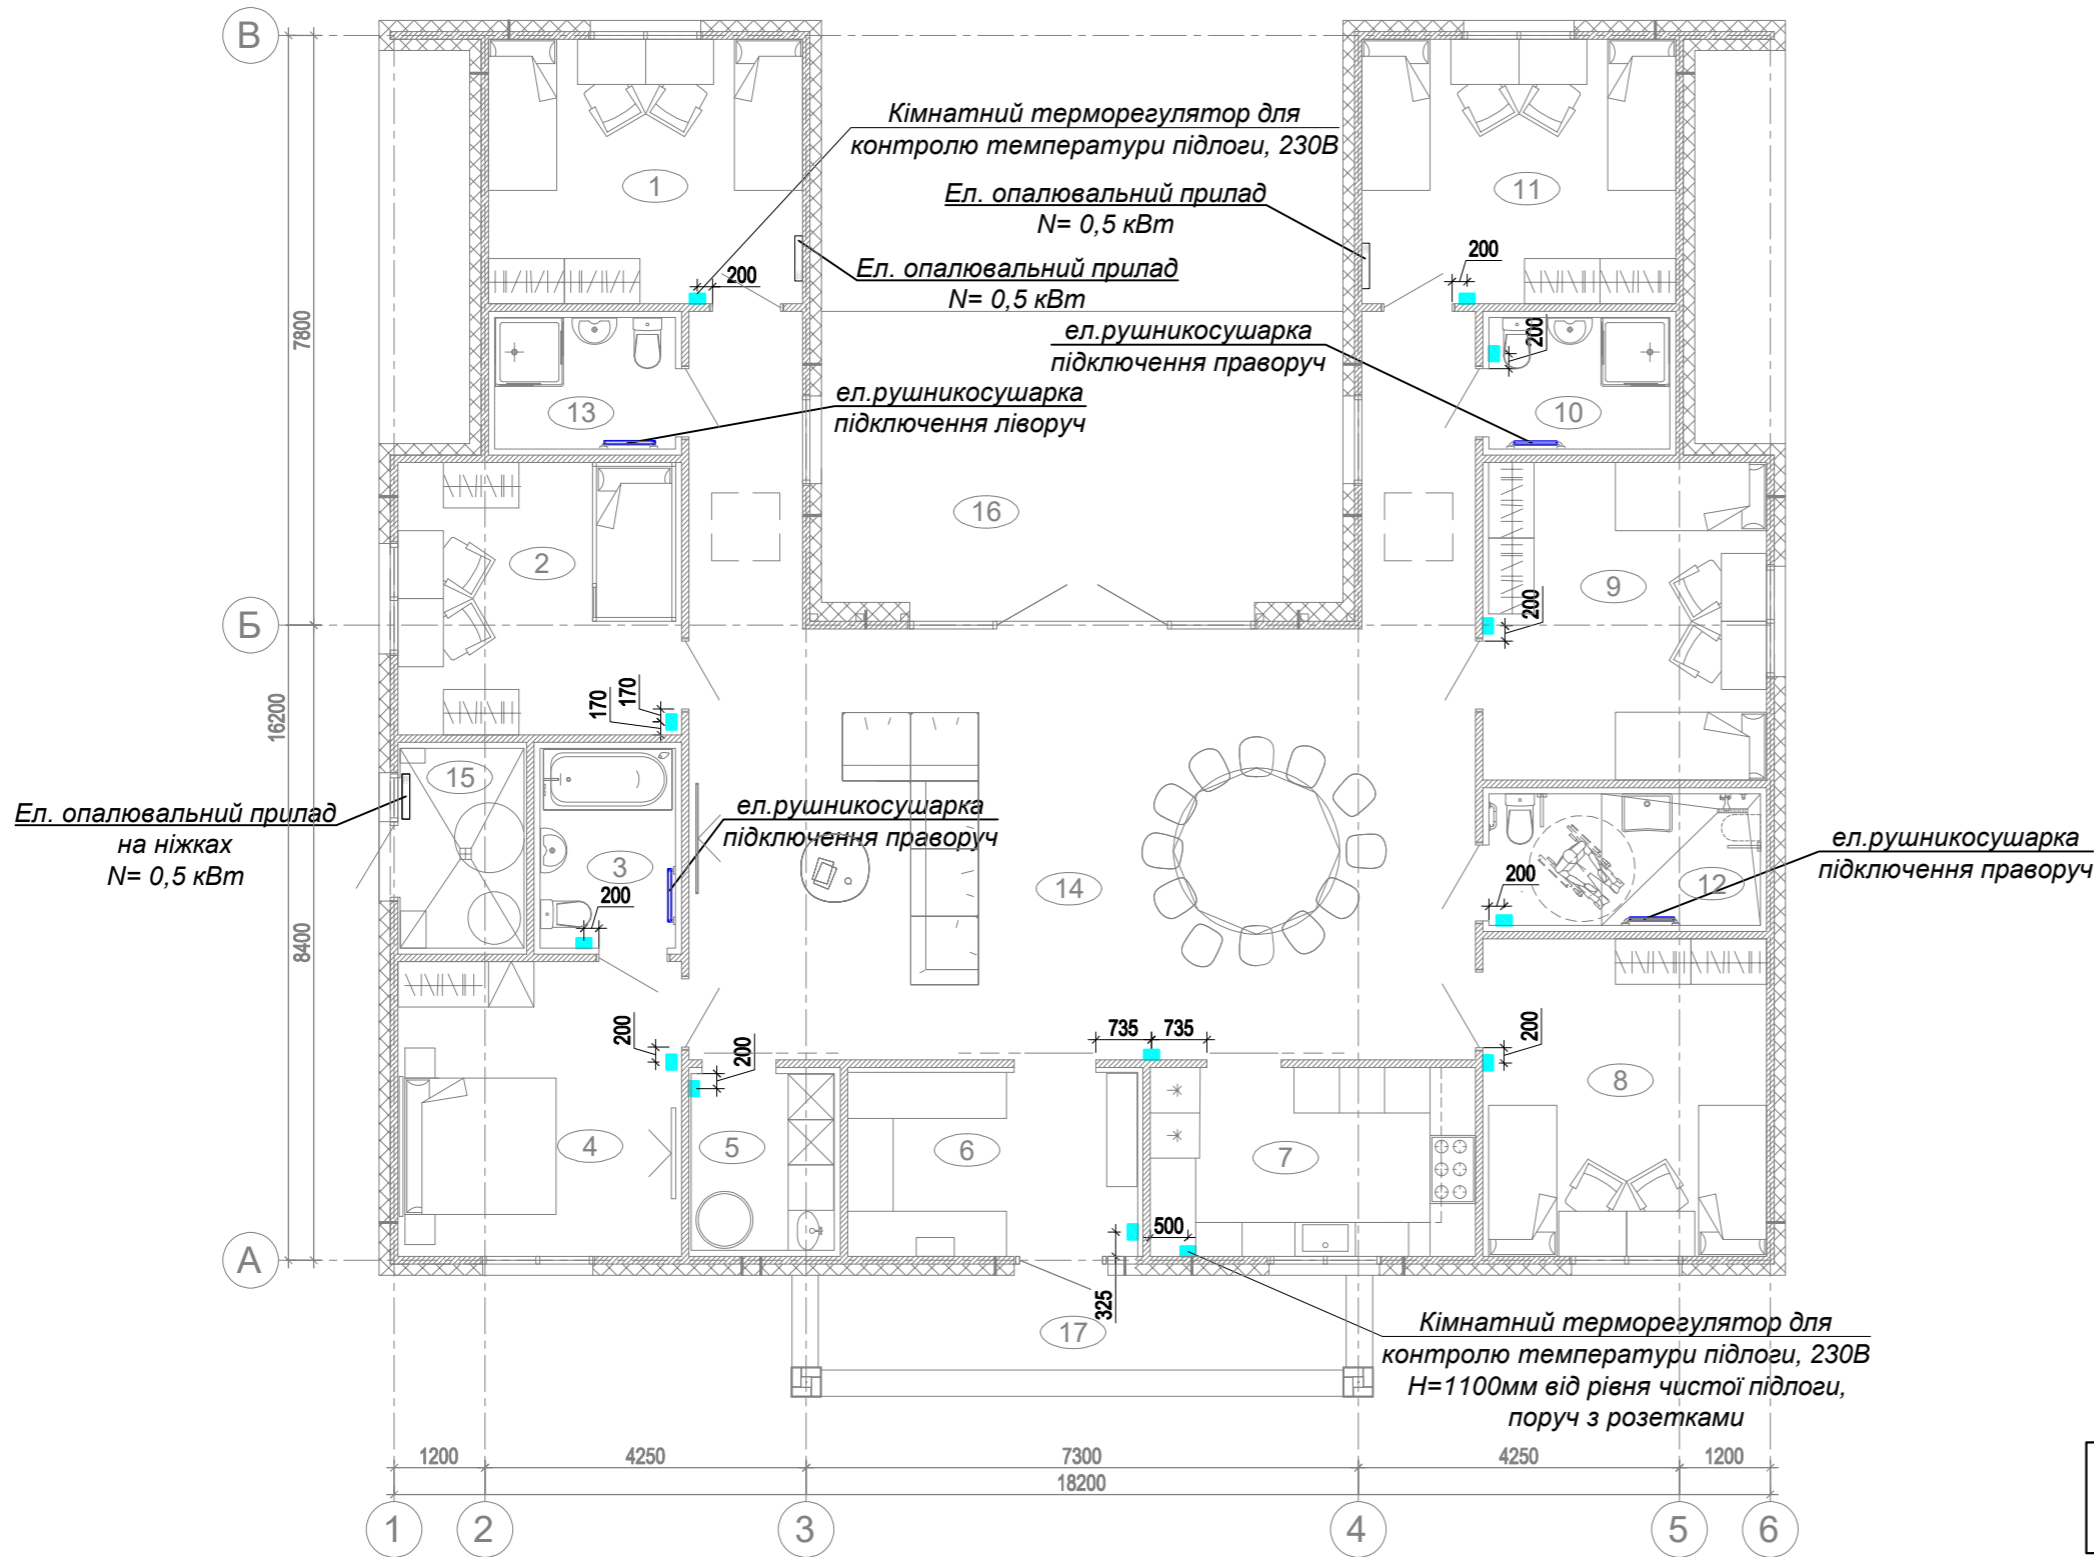 В
Кімнатний терморегулятор для
контролю температури підлоги, 230В
1
11
Ел. опалювальний прилад
N= 0,5 кВт
200
Ел. опалювальний прилад
N= 0,5 кВт
200
7800
ел.рушникосушарка
підключення праворуч
200
ел.рушникосушарка
підключення ліворуч
13
10
16
2
9
Б
200
170
170
16200
15
Ел. опалювальний прилад
на ніжках
N= 0,5 кВт
ел.рушникосушарка
підключення праворуч
3
200
14
ел.рушникосушарка
підключення праворуч
12
200
8400
200
200
735
735
200
8
4
5
6
7
А
500
325
17
Кімнатний терморегулятор для
контролю температури підлоги, 230В
Н=1100мм від рівня чистої підлоги,
поруч з розетками
1200
4250
7300
4250
1200
18200
1
2
3
4
5
6